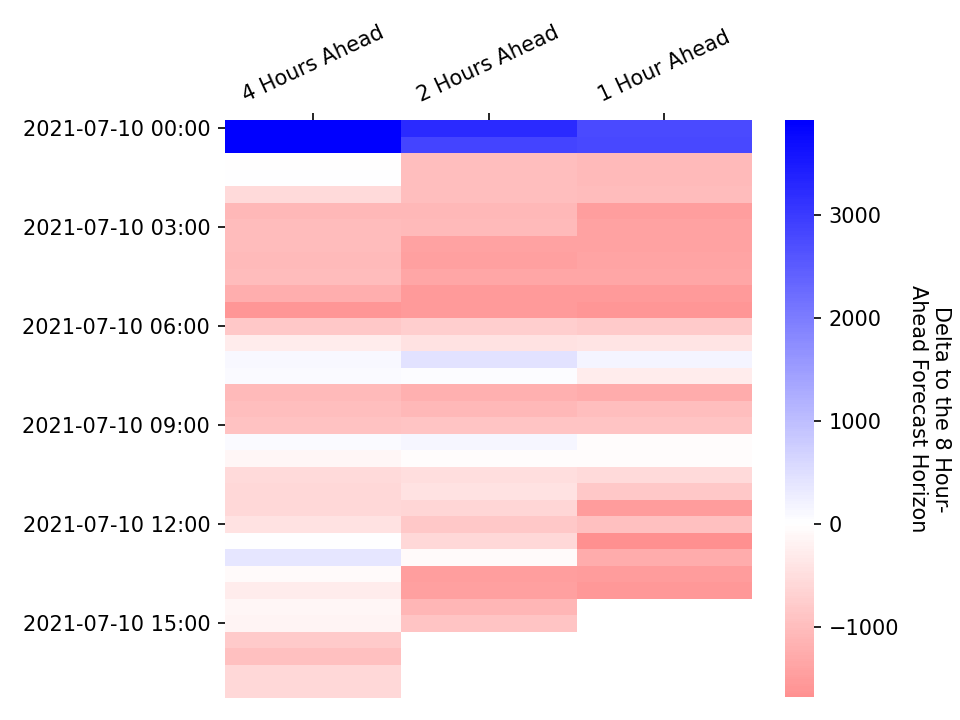 4 Hours Ahead
2 Hours Ahead
1 Hour Ahead
2021-07-10 00:00
2021-07-10 03:00
2021-07-10 06:00
2021-07-10 09:00
2021-07-10 12:00
2021-07-10 15:00
3000
2000
1000
0
−1000
Delta to the 8 Hour-
Ahead Forecast Horizon